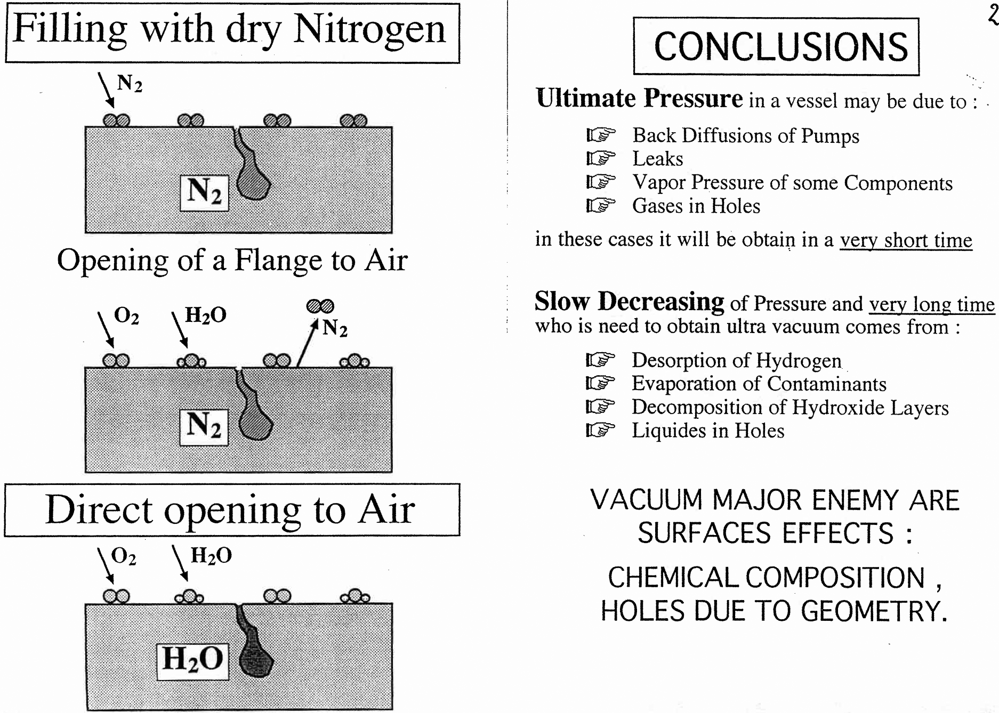 Filling with dry Nitrogen
N2
N2
Opening of a Flange to Air
O2
H2O
N2
N2
Direct opening to Air
O2
H2O
H2O
2
CONCLUSIONS
Ultimate Pressure in a vessel may be due to :
Back Diffusions of Pumps
Leaks
Vapor Pressure of some Components
Gases in Holes
in these cases it will be obtain in a very short time
Slow Decreasing of Pressure and very long time
who is need to obtain ultra vacuum comes from :
Desorption of Hydrogen
Evaporation of Contaminants
Decomposition of Hydroxide Layers
Liquides in Holes
VACUUM MAJOR ENEMY ARE
SURFACES EFFECTS :
CHEMICAL COMPOSITION ,
HOLES DUE TO GEOMETRY.